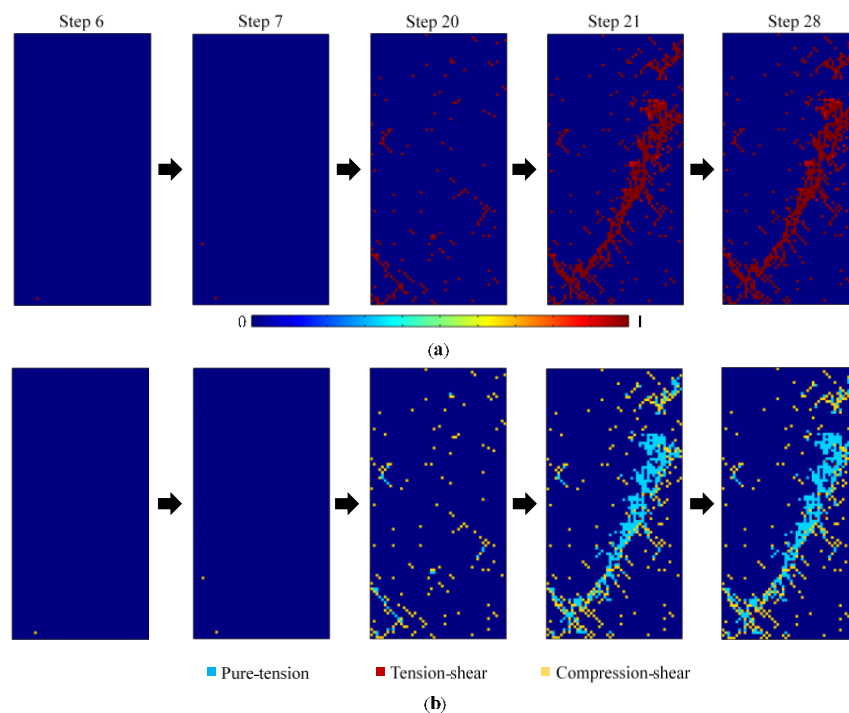 Step 6 Step 7 Step 20 Step 21 Step 28
0 1
(a)
Pure-tension Tension-shear Compression-shear
(b)